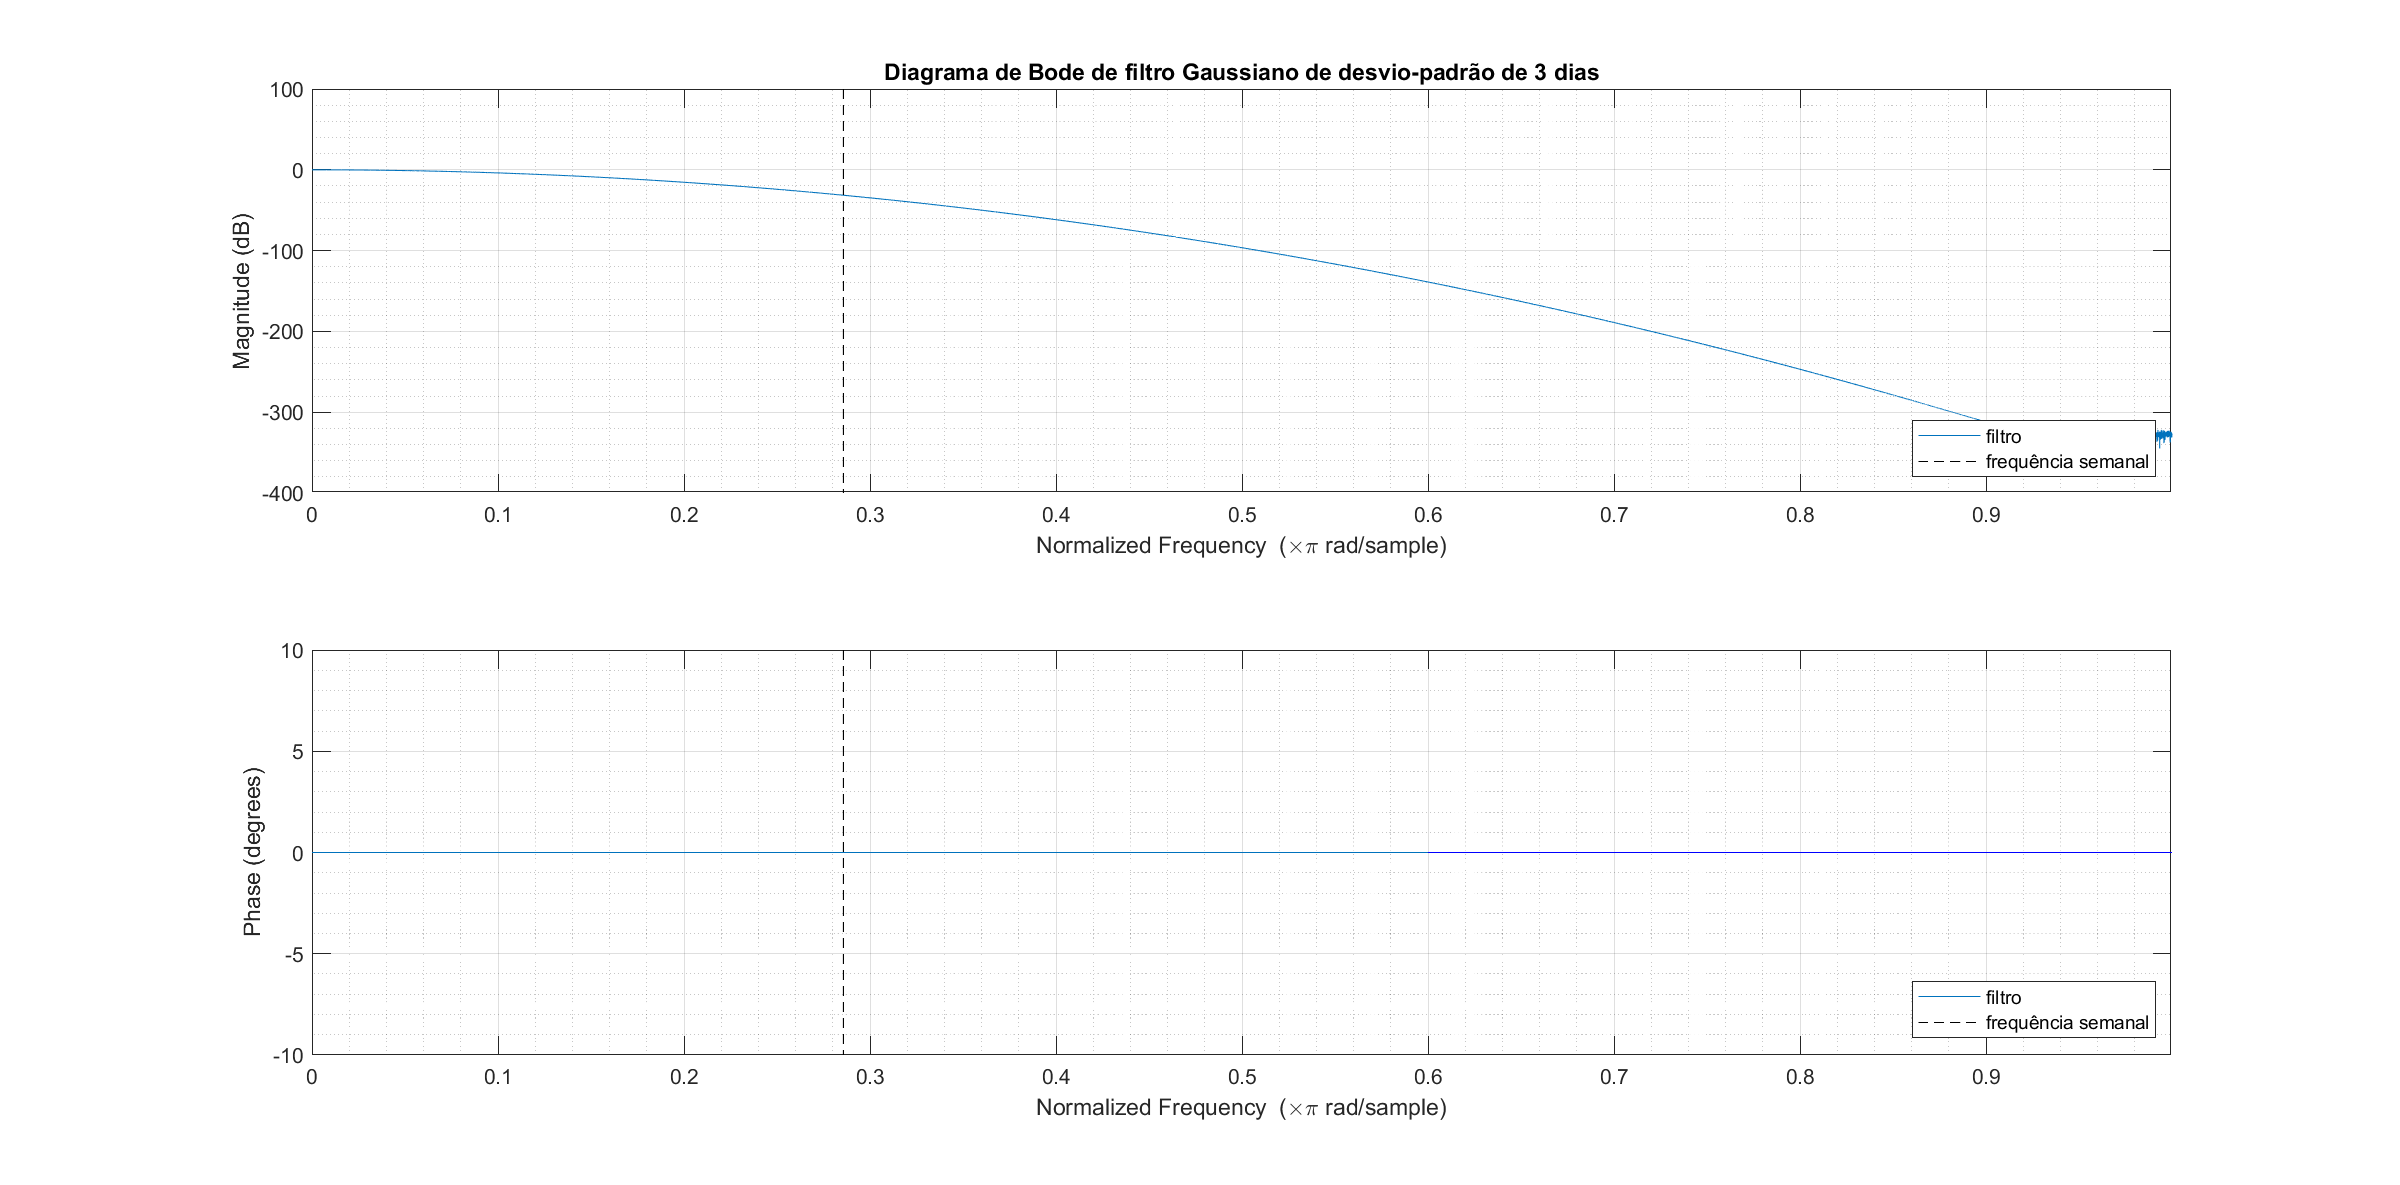 Diagrama de Bode de filtro Gaussiano de desvio-padrão de 3 dias
100
0
-100
-200
-300
-400
Magnitude (dB)
filtro
frequência semanal
0 0.1 0.2 0.3 0.4 0.5 0.6 0.7 0.8 0.9
Normalized Frequency (×π rad/sample)
10
5
0
-5
-10
Phase (degrees)
filtro
frequência semanal
0 0.1 0.2 0.3 0.4 0.5 0.6 0.7 0.8 0.9
Normalized Frequency (×π rad/sample)